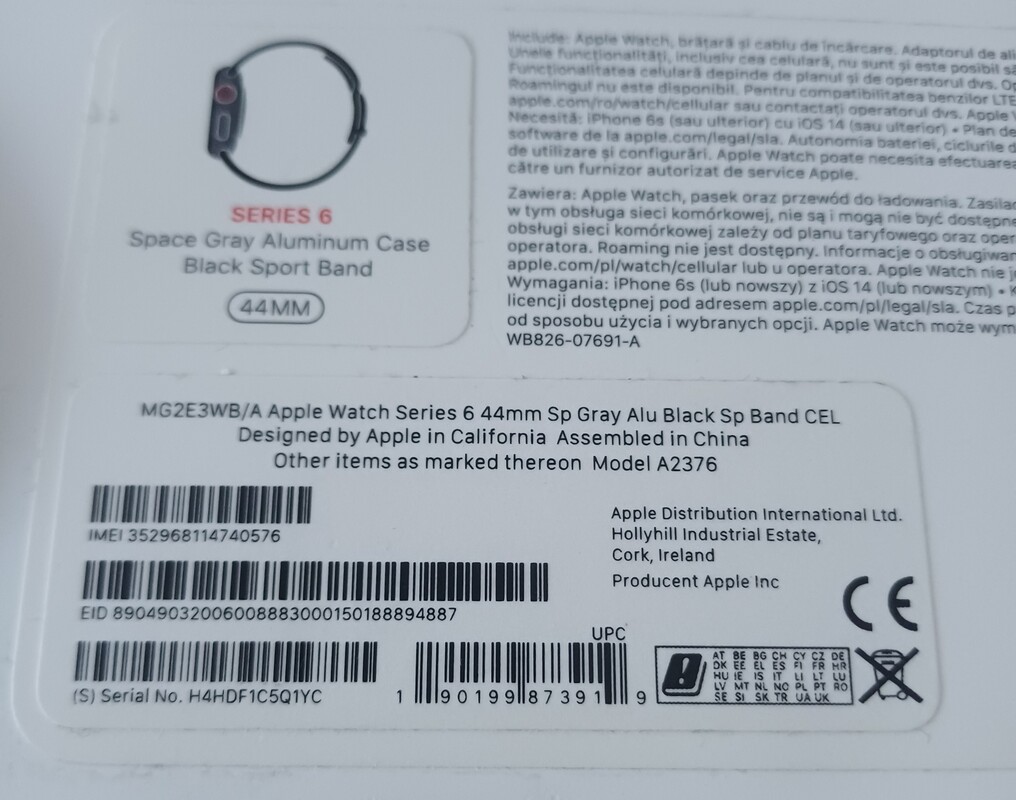 SERIES 6
Space Gray Aluminum Case
Black Sport Band
44MM
Include: Apple Watch, brățară și cablu de încărcare. Adaptorul de
Unele funcționalități, inclusiv cea celulară, nu sunt și este posibil
Funcționalitatea celulară depinde de planul și de operatorul dvs.
Roamingul nu este disponibil. Pentru compatibilitatea benzilor LTE
apple.com/ro/watch/cellular sau contactați operatorul dvs. Apple
Necesită: iPhone 6s (sau ulterior) cu iOS 14 (sau ulterior) • Plan de
software de la apple.com/legal/sla. Autonomia bateriei, ciclurile
de utilizare și configurări. Apple Watch poate necesita efectuarea
către un furnizor autorizat de service Apple.
Zawiera: Apple Watch, pasek oraz przewód do ładowania.
w tym obsługa sieci komórkowej, nie są i mogą nie być dostępne
obsługi sieci komórkowej zależy od planu taryfowego oraz
operatora. Roaming nie jest dostępny. Informacje o
apple.com/pl/watch/cellular lub u operatora. Apple Watch nie
Wymagania: iPhone 6s (lub nowszy) z iOS 14 (lub nowszym) •
licencji dostępnej pod adresem apple.com/pl/legal/sla. Czas
od sposobu użycia i wybranych opcji. Apple Watch może
WB826-07691-A
MG2E3WB/A Apple Watch Series 6 44mm Sp Gray Alu Black Sp Band CEL
Designed by Apple in California Assembled in China
Other items as marked thereon Model A2376
IMEI 352968114740576
EID 89049032006008883000150188894887
(S) Serial No. H4HDF1C5Q1YC
UPC
1 90199 87391 9
Apple Distribution International Ltd.
Hollyhill Industrial Estate,
Cork, Ireland
Producent Apple Inc
CE
AT BE BG CH CY CZ DE
DK EE EL ES FI FR HR
HU IE IS IT LI LT LU
LV MT NL NO PL PT RO
SE SI SK TR UA UK